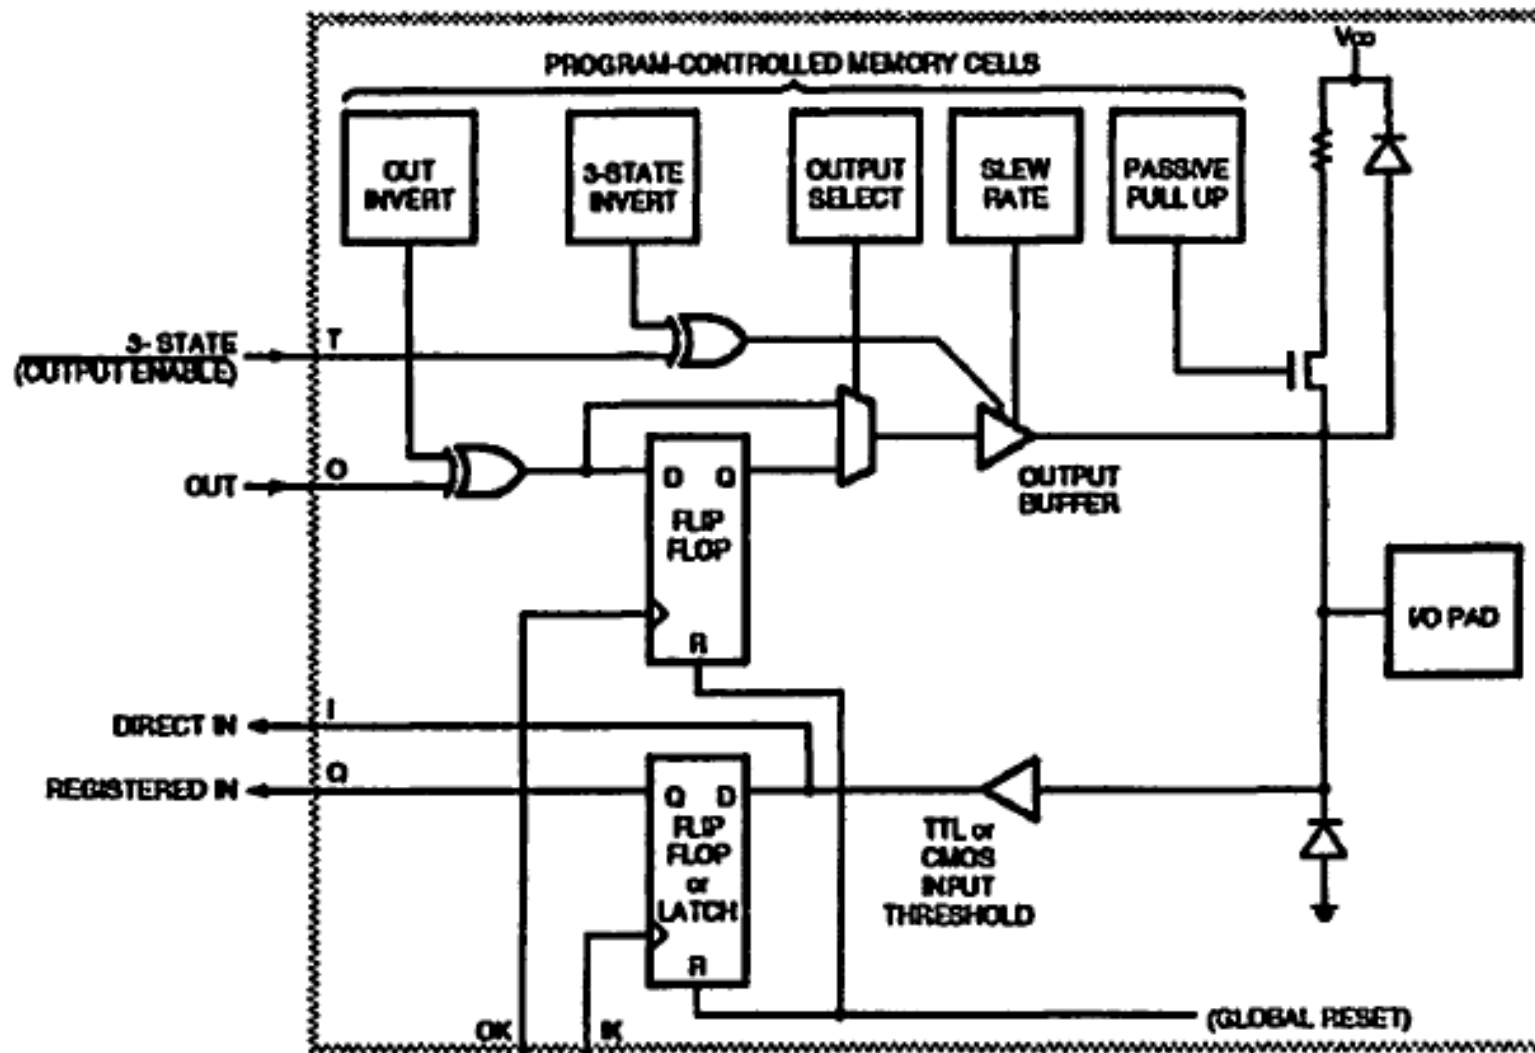 PROGRAM-CONTROLLED MEMORY CELLS
Vcc
OUT
INVERT
3-STATE
INVERT
OUTPUT
SELECT
SLEW
RATE
PASSIVE
PULL UP
3- STATE
(OUTPUT ENABLE)
T
OUT
O
D Q
FLIP
FLOP
R
OUTPUT
BUFFER
I/O PAD
DIRECT IN
I
REGISTERED IN
Q
Q D
FLIP
FLOP
or
LATCH
R
TTL or
CMOS
INPUT
THRESHOLD
OK
IK
(GLOBAL RESET)